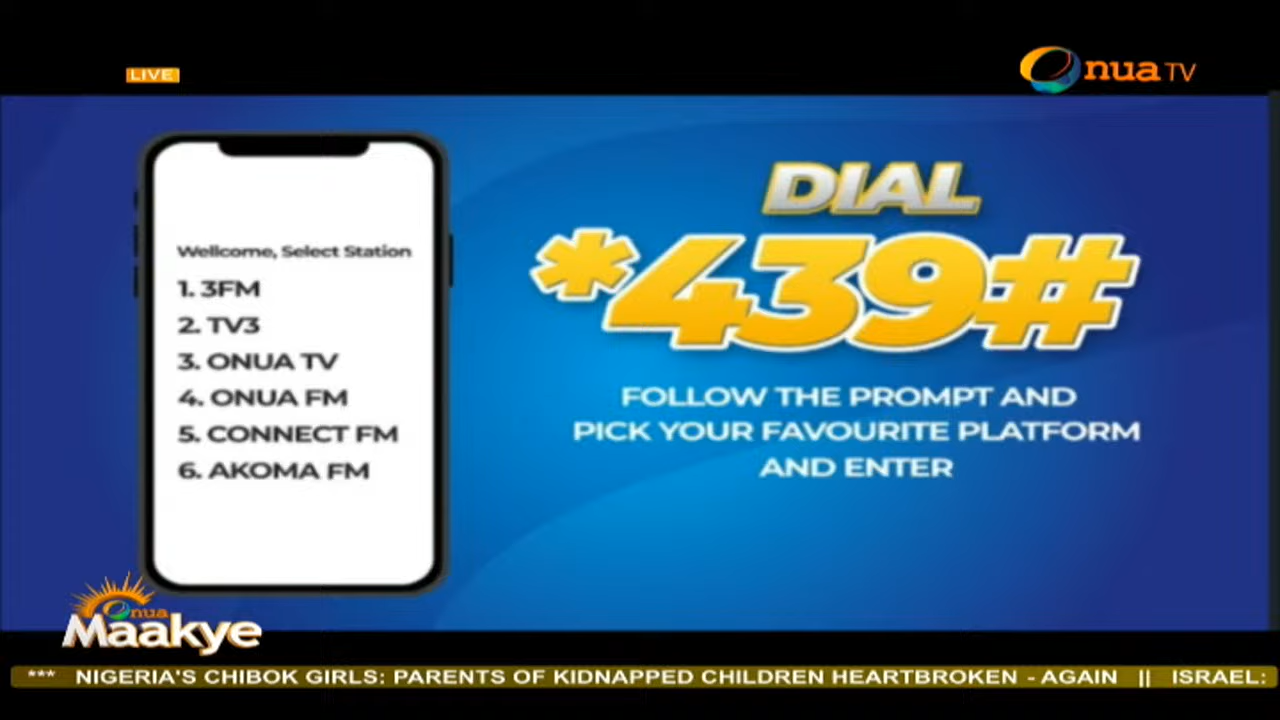 LIVE
Onua TV
Wellcome, Select Station
1. 3FM
2. TV3
3. ONUA TV
4. ONUA FM
5. CONNECT FM
6. AKOMA FM
DIAL
*439#
FOLLOW THE PROMPT AND
PICK YOUR FAVOURITE PLATFORM
AND ENTER
Onua
Maakye
*** NIGERIA'S CHIBOK GIRLS: PARENTS OF KIDNAPPED CHILDREN HEARTBROKEN - AGAIN || ISRAEL: